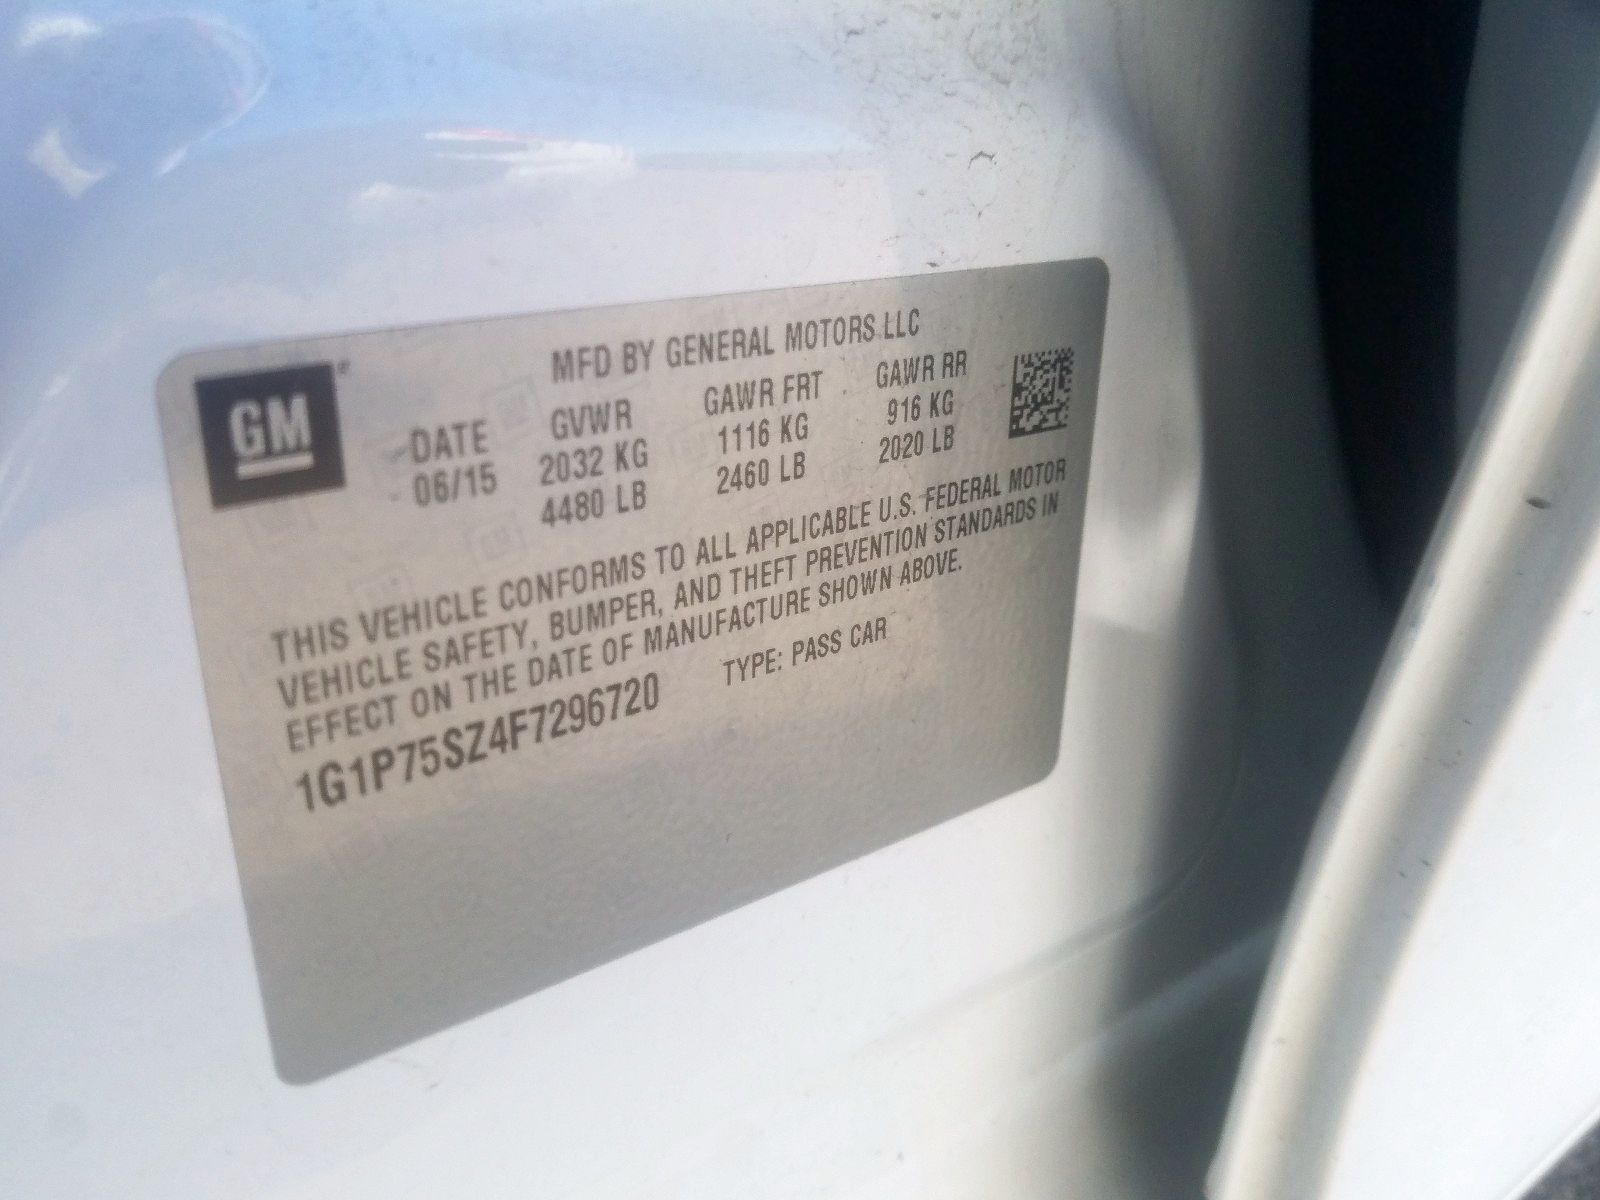 GM
MFD BY GENERAL MOTORS LLC
DATE GVWR GAWR FRT GAWR RR
06/15 2032 KG 1116 KG 916 KG
4480 LB 2460 LB 2020 LB
THIS VEHICLE CONFORMS TO ALL APPLICABLE U.S. FEDERAL MOTOR
VEHICLE SAFETY, BUMPER, AND THEFT PREVENTION STANDARDS IN
EFFECT ON THE DATE OF MANUFACTURE SHOWN ABOVE.
1G1P75SZ4F7296720 TYPE: PASS CAR